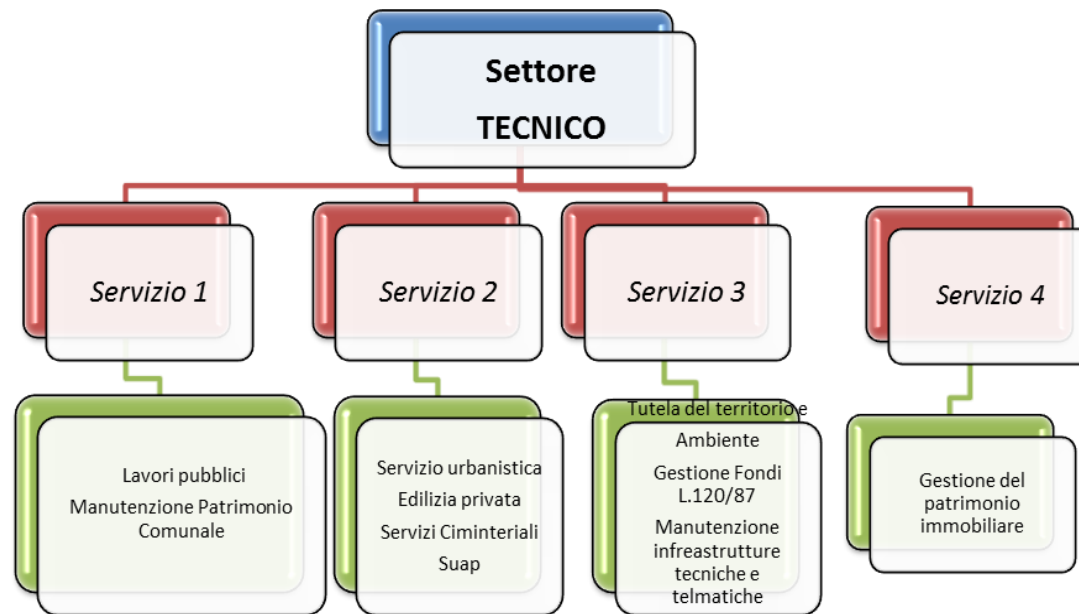 Settore
TECNICO
Servizio 1
Servizio 2
Servizio 3
Servizio 4
Lavori pubblici
Manutenzione Patrimonio
Comunale
Servizio urbanistica
Edilizia privata
Servizi Ciminteriali
Suap
Tutela del territorio e
Ambiente
Gestione Fondi
L.120/87
Manutenzione
infreastrutture
tecniche e
telmatiche
Gestione del
patrimonio
immobiliare